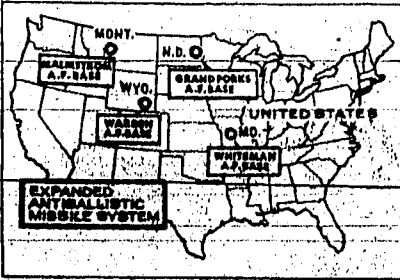 MONT.
MALMSTROM
A.F. BASE
N.D.
GRAND FORKS
A.F. BASE
WYO.
WARREN
A.F. BASE
UNITED STATES
MO.
WHITEMAN
A.F. BASE
EXPANDED
ANTIBALLISTIC
MISSILE SYSTEM